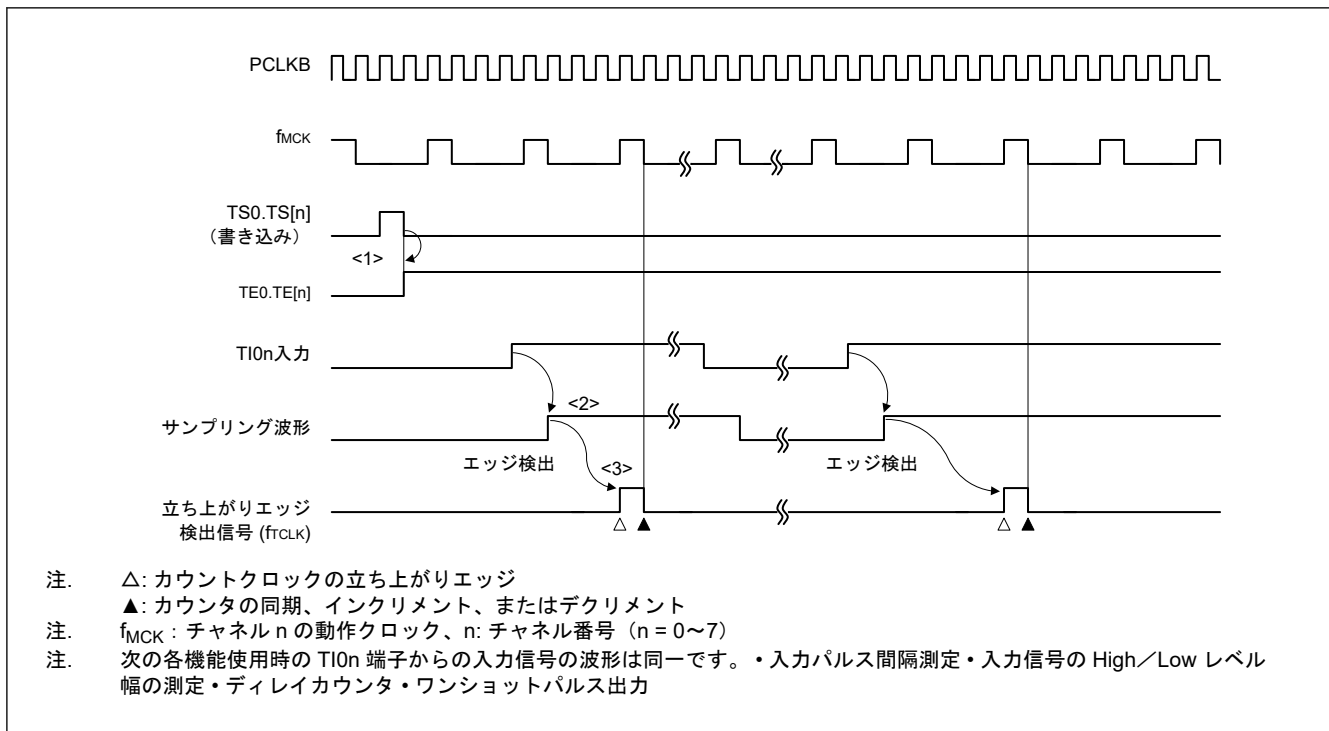 PCLKB
fMCK
TS0.TS[n]
（書き込み）
<1>
TE0.TE[n]
TI0n入力
<2>
サンプリング波形
エッジ検出
<3>
エッジ検出
立ち上がりエッジ
検出信号 (fTCLK)
△ ▲ △ ▲
注. △: カウントクロックの立ち上がりエッジ
▲: カウンタの同期、インクリメント、またはデクリメント
注. fMCK : チャネル n の動作クロック、n: チャネル番号（n = 0～7）
注. 次の各機能使用時の TI0n 端子からの入力信号の波形は同一です。 • 入力パルス間隔測定 • 入力信号の High／Low レベル
幅の測定 • ディレイカウンタ • ワンショットパルス出力